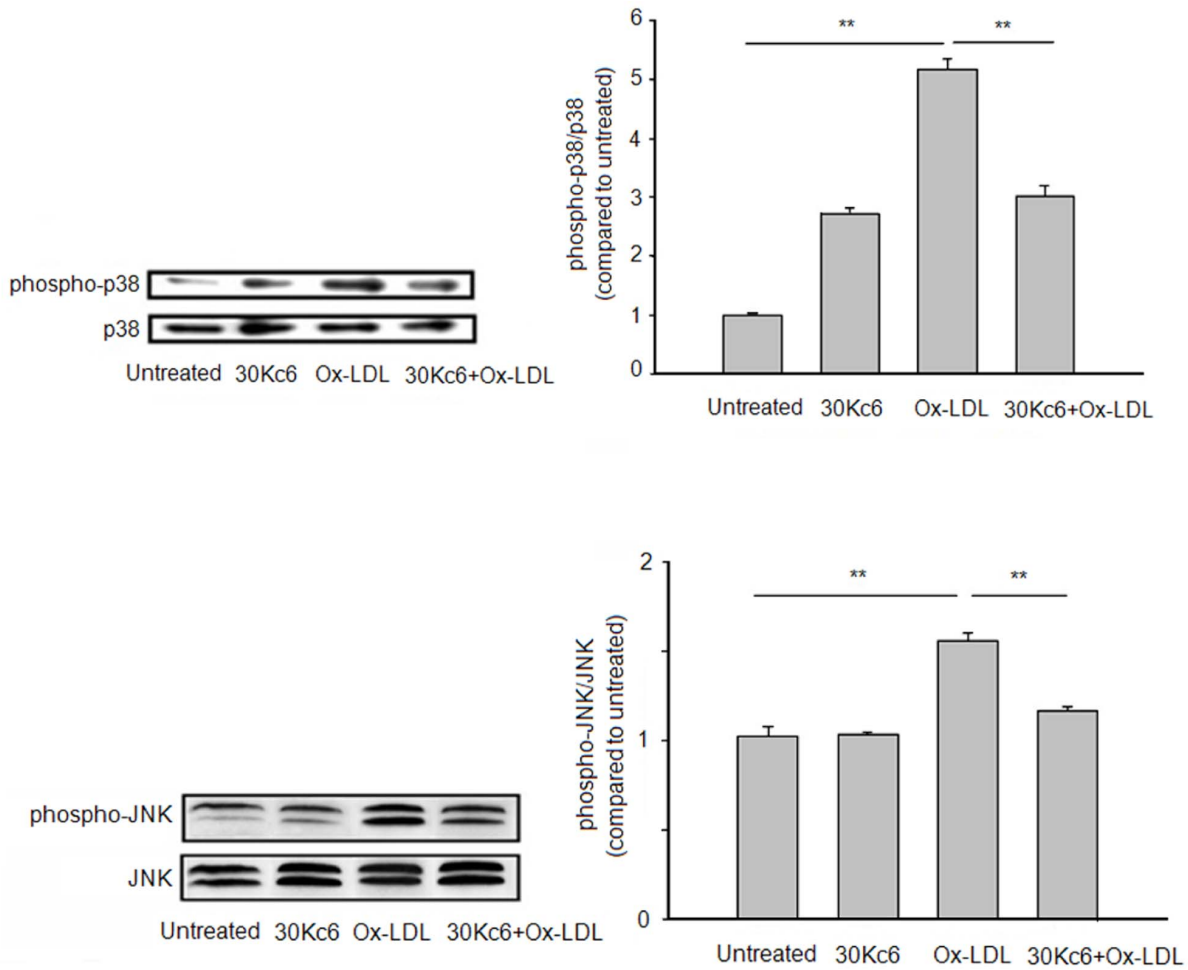 phospho-p38
p38
Untreated 30Kc6 Ox-LDL 30Kc6+Ox-LDL
phospho-p38/p38
(compared to untreated)
6
5
4
3
2
1
0
** **
Untreated 30Kc6 Ox-LDL 30Kc6+Ox-LDL
phospho-JNK
JNK
Untreated 30Kc6 Ox-LDL 30Kc6+Ox-LDL
phospho-JNK/JNK
(compared to untreated)
2
1
0
** **
Untreated 30Kc6 Ox-LDL 30Kc6+Ox-LDL